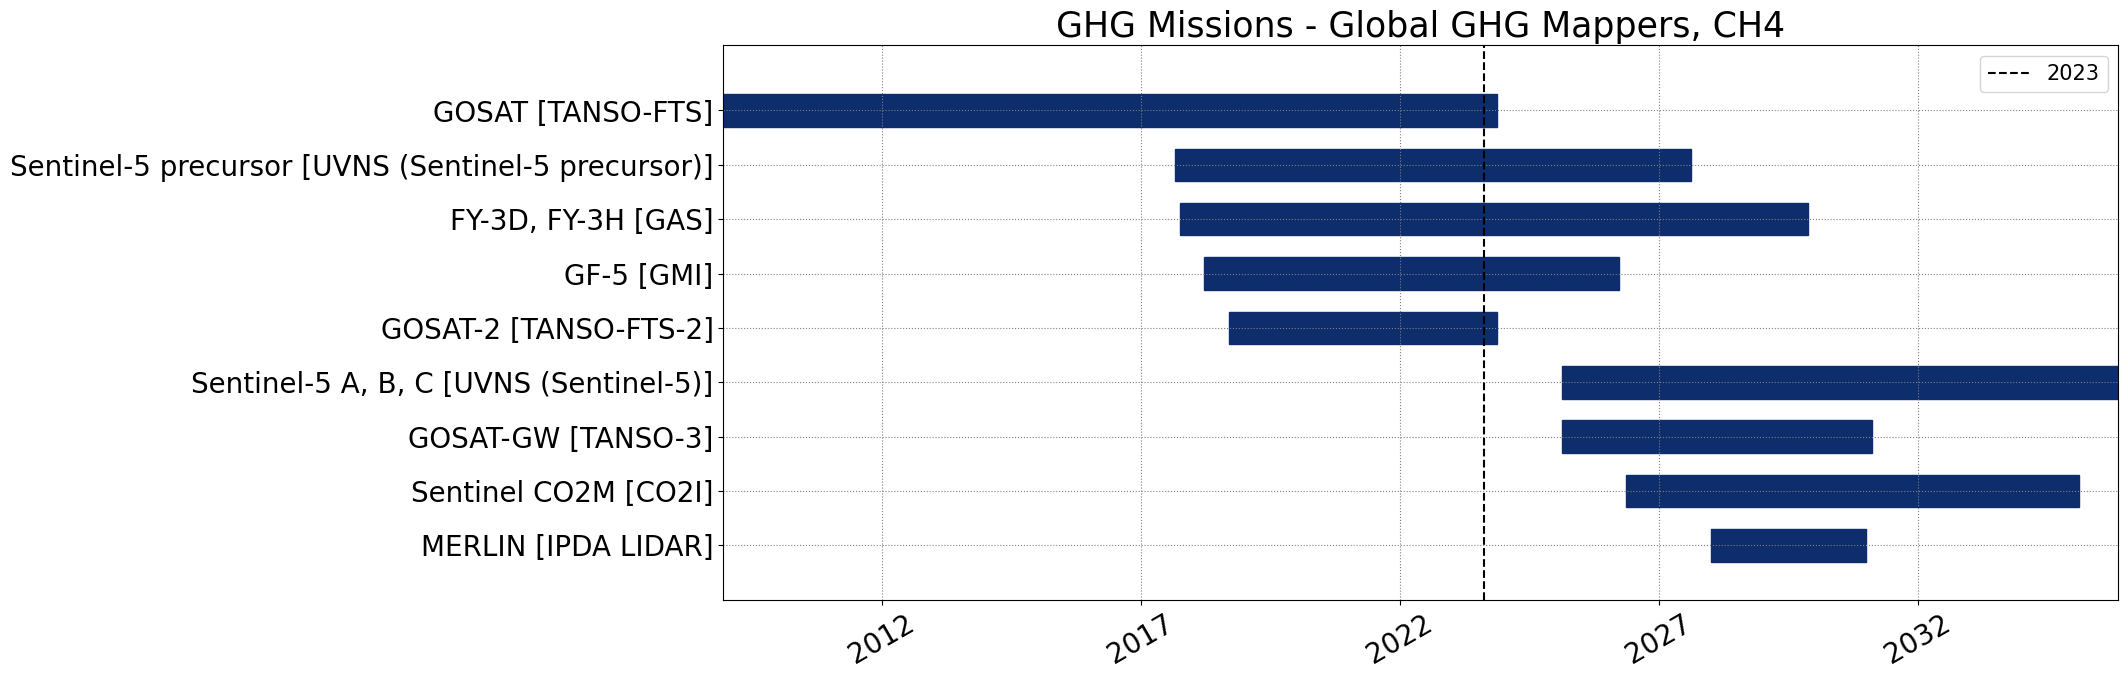 GHG Missions - Global GHG Mappers, CH4
2023
GOSAT [TANSO-FTS]
Sentinel-5 precursor [UVNS (Sentinel-5 precursor)]
FY-3D, FY-3H [GAS]
GF-5 [GMI]
GOSAT-2 [TANSO-FTS-2]
Sentinel-5 A, B, C [UVNS (Sentinel-5)]
GOSAT-GW [TANSO-3]
Sentinel CO2M [CO2I]
MERLIN [IPDA LIDAR]
2012 2017 2022 2027 2032